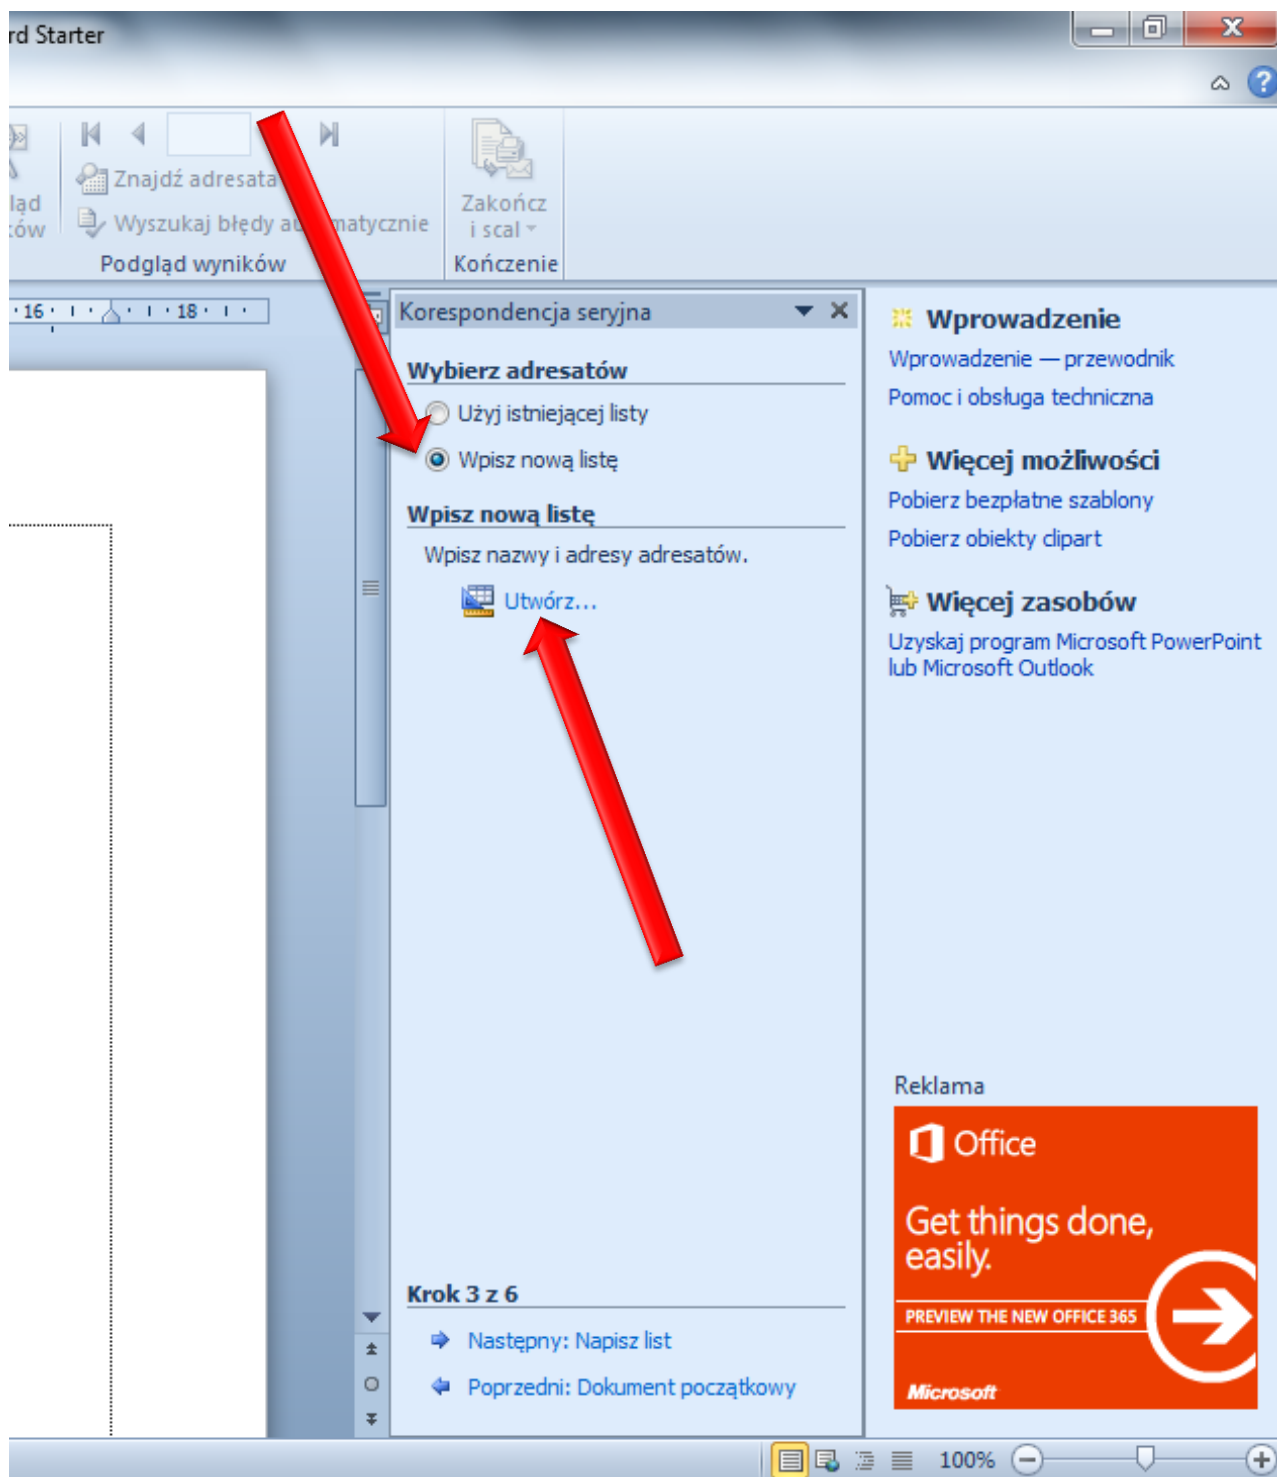 rd Starter
Znajdź adresata
ląd
ków
Wyszukaj błędy automatycznie
Zakończ
i scal
Podgląd wyników
Kończenie
16 18
Korespondencja seryjna
Wybierz adresatów
Użyj istniejącej listy
Wpisz nową listę
Wpisz nową listę
Wpisz nazwy i adresy adresatów.
Utwórz...
Krok 3 z 6
Następny: Napisz list
Poprzedni: Dokument początkowy
Wprowadzenie
Wprowadzenie — przewodnik
Pomoc i obsługa techniczna
Więcej możliwości
Pobierz bezpłatne szablony
Pobierz obiekty clipart
Więcej zasobów
Uzyskaj program Microsoft PowerPoint
lub Microsoft Outlook
Reklama
Office
Get things done,
easily.
PREVIEW THE NEW OFFICE 365
Microsoft
100%